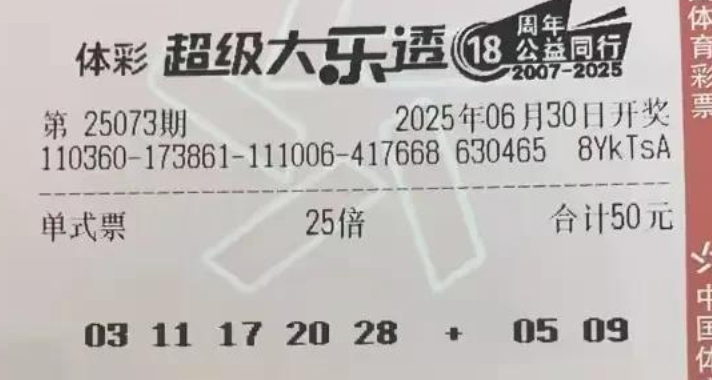 体彩 超级大乐透 18 周年 公益同行 2007-2025
第 25073期 2025年06月30日开奖
110360-173861-111006-417668 630465 8YkTsA
单式票 25倍 合计50元
03 11 17 20 28 + 05 09
体育彩票
中国体